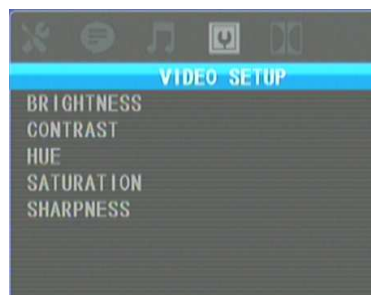 VIDEO SETUP
BRIGHTNESS
CONTRAST
HUE
SATURATION
SHARPNESS